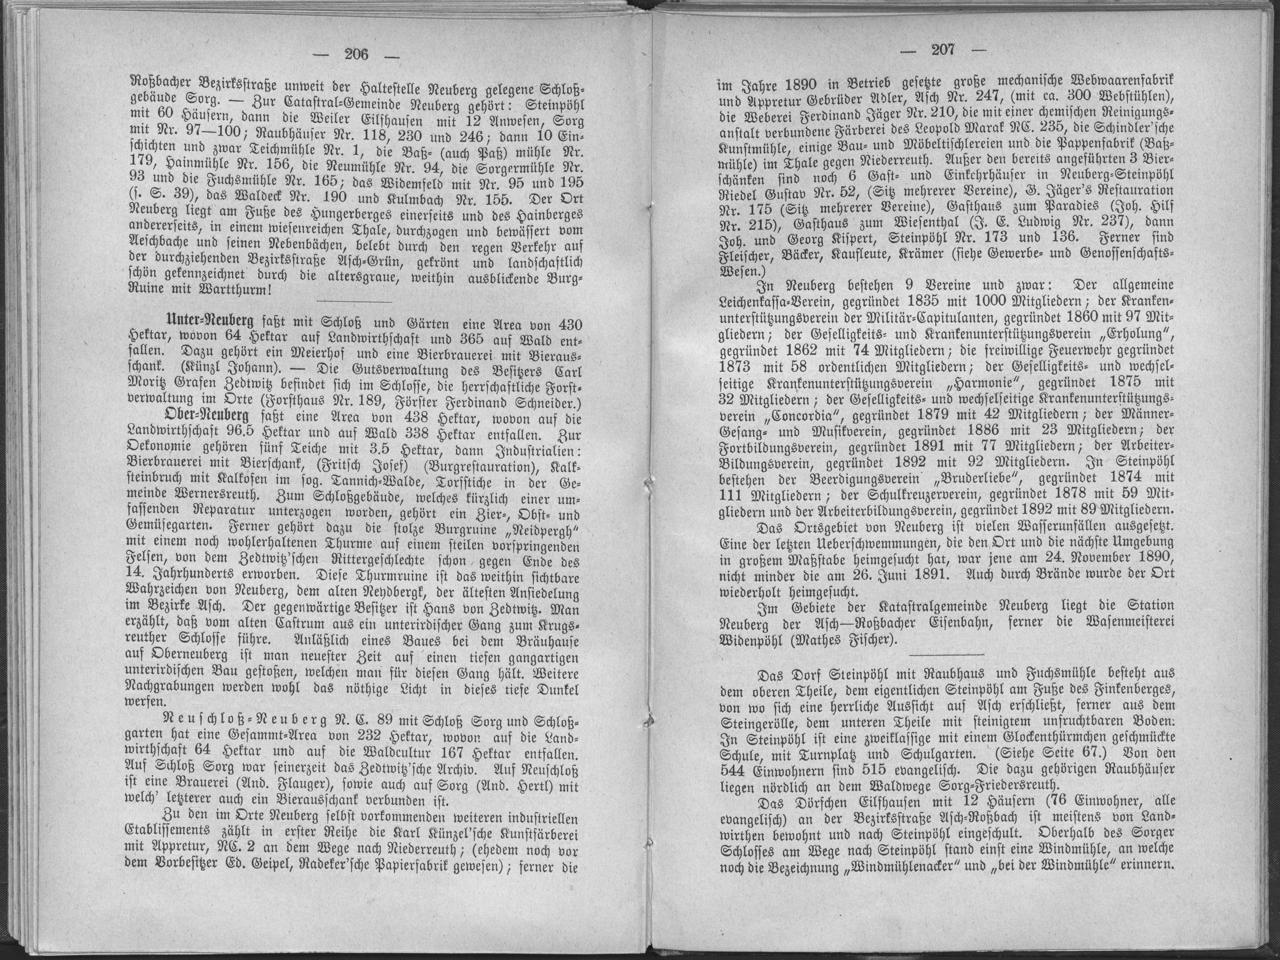 — 206 —
Roßbacher Bezirksstraße unweit der Haltestelle Neuberg gelegene Schloß-
gebäude Sorg. — Zur Catastral-Gemeinde Neuberg gehört: Steinpöhl
mit 60 Häusern, dann die Weiler Eilfhausen mit 12 Anwesen, Sorg
mit Nr. 97—100; Raubhäuser Nr. 118, 230 und 246; dann 10 Ein-
schichten und zwar Teichmühle Nr. 1, die Baß- (auch Paß) mühle Nr.
179, Hainmühle Nr. 156, die Neumühle Nr. 94, die Sorgermühle Nr.
93 und die Fuchsmühle Nr. 165; das Widemfeld mit Nr. 95 und 195
(s. S. 39), das Waldeck Nr. 190 und Kulmbach Nr. 155. Der Ort
Neuberg liegt am Fuße des Hungerberges einerseits und des Hainberges
andererseits, in einem wiesenreichen Thale, durchzogen und bewässert vom
Aeschbache und seinen Nebenbächen, belebt durch den regen Verkehr auf
der durchziehenden Bezirksstraße Asch-Grün, gekrönt und landschaftlich
schön gekennzeichnet durch die altersgraue, weithin ausblickende Burg-
Ruine mit Wartthurm!
Unter-Neuberg faßt mit Schloß und Gärten eine Area von 430
Hektar, wovon 64 Hektar auf Landwirthschaft und 365 auf Wald ent-
fallen. Dazu gehört ein Meierhof und eine Bierbrauerei mit Bieraus-
schank. (Künzl Johann). — Die Gutsverwaltung des Besitzers Carl
Moritz Grafen Zedtwitz befindet sich im Schlosse, die herrschaftliche Forst-
verwaltung im Orte (Forsthaus Nr. 189, Förster Ferdinand Schneider.)
Ober-Neuberg faßt eine Area von 438 Hektar, wovon auf die
Landwirthschaft 96.5 Hektar und auf Wald 338 Hektar entfallen. Zur
Oekonomie gehören fünf Teiche mit 3.5 Hektar, dann Industrialien:
Bierbrauerei mit Bierschank, (Fritsch Josef) (Burgrestauration), Kalk-
steinbruch mit Kalkofen im sog. Tannich-Walde, Torfstiche in der Ge-
meinde Wernersreuth. Zum Schloßgebäude, welches kürzlich einer um-
fassenden Reparatur unterzogen worden, gehört ein Zier-, Obst- und
Gemüsegarten. Ferner gehört dazu die stolze Burgruine „Neidpergh“
mit einem noch wohlerhaltenen Thurme auf einem steilen vorspringenden
Felsen, von dem Zedtwitz'schen Rittergeschlechte schon gegen Ende des
14. Jahrhunderts erworben. Diese Thurmruine ist das weithin sichtbare
Wahrzeichen von Neuberg, dem alten Neydbergk, der ältesten Ansiedelung
im Bezirke Asch. Der gegenwärtige Besitzer ist Hans von Zedtwitz. Man
erzählt, daß vom alten Castrum aus ein unterirdischer Gang zum Krugs-
reuther Schlosse führe. Anläßlich eines Baues bei dem Bräuhause
auf Oberneuberg ist man neuester Zeit auf einen tiefen gangartigen
unterirdischen Bau gestoßen, welchen man für diesen Gang hält. Weitere
Nachgrabungen werden wohl das nöthige Licht in dieses tiefe Dunkel
werfen.
Neuschloß-Neuberg N. C. 89 mit Schloß Sorg und Schloß-
garten hat eine Gesammt-Area von 232 Hektar, wovon auf die Land-
wirthschaft 64 Hektar und auf die Waldcultur 167 Hektar entfallen.
Auf Schloß Sorg war seinerzeit das Zedtwitz'sche Archiv. Auf Neuschloß
ist eine Brauerei (And. Flauger), sowie auch auf Sorg (And. Hertl) mit
welch' letzterer auch ein Bierausschank verbunden ist.
Zu den im Orte Neuberg selbst vorkommenden weiteren industriellen
Etablissements zählt in erster Reihe die Karl Künzel'sche Kunstfärberei
mit Appretur, NC. 2 an dem Wege nach Niederreuth; (ehedem noch vor
dem Vorbesitzer Ed. Geipel, Radeker'sche Papierfabrik gewesen); ferner die
— 207 —
im Jahre 1890 in Betrieb gesetzte große mechanische Webwaarenfabrik
und Appretur Gebrüder Adler, Asch Nr. 247, (mit ca. 300 Webstühlen),
die Weberei Ferdinand Jäger Nr. 210, die mit einer chemischen Reinigungs-
anstalt verbundene Färberei des Leopold Marak NC. 235, die Schindler'sche
Kunstmühle, einige Bau- und Möbeltischlereien und die Pappenfabrik (Baß-
mühle) im Thale gegen Niederreuth. Außer den bereits angeführten 3 Bier-
schänken sind noch 6 Gast- und Einkehrhäuser in Neuberg-Steinpöhl
Riedel Gustav Nr. 52, (Sitz mehrerer Vereine), G. Jäger's Restauration
Nr. 175 (Sitz mehrerer Vereine), Gasthaus zum Paradies (Joh. Hilf
Nr. 215), Gasthaus zum Wiesenthal (J. E. Ludwig Nr. 237), dann
Joh. und Georg Kispert, Steinpöhl Nr. 173 und 136. Ferner sind
Fleischer, Bäcker, Kaufleute, Krämer (siehe Gewerbe- und Genossenschafts-
Wesen.)
In Neuberg bestehen 9 Vereine und zwar: Der allgemeine
Leichenkassa-Verein, gegründet 1835 mit 1000 Mitgliedern; der Kranken-
unterstützungsverein der Militär-Capitulanten, gegründet 1860 mit 97 Mit-
gliedern; der Geselligkeits- und Krankenunterstützungsverein „Erholung“,
gegründet 1862 mit 74 Mitgliedern; die freiwillige Feuerwehr gegründet
1873 mit 58 ordentlichen Mitgliedern; der Geselligkeits- und wechsel-
seitige Krankenunterstützungsverein „Harmonie“, gegründet 1875 mit
32 Mitgliedern; der Geselligkeits- und wechselseitige Krankenunterstützungs-
verein „Concordia“, gegründet 1879 mit 42 Mitgliedern; der Männer-
Gesang- und Musikverein, gegründet 1886 mit 23 Mitgliedern; der
Fortbildungsverein, gegründet 1891 mit 77 Mitgliedern; der Arbeiter-
Bildungsverein, gegründet 1892 mit 92 Mitgliedern. In Steinpöhl
bestehen der Beerdigungsverein „Bruderliebe“, gegründet 1874 mit
111 Mitgliedern; der Schulkreuzerverein, gegründet 1878 mit 59 Mit-
gliedern und der Arbeiterbildungsverein, gegründet 1892 mit 89 Mitgliedern.
Das Ortsgebiet von Neuberg ist vielen Wasserunfällen ausgesetzt.
Eine der letzten Ueberschwemmungen, die den Ort und die nächste Umgebung
in großem Maßstabe heimgesucht hat, war jene am 24. November 1890,
nicht minder die am 26. Juni 1891. Auch durch Brände wurde der Ort
wiederholt heimgesucht.
Im Gebiete der Katastralgemeinde Neuberg liegt die Station
Neuberg der Asch—Roßbacher Eisenbahn, ferner die Wasenmeisterei
Widenpöhl (Mathes Fischer).
Das Dorf Steinpöhl mit Raubhaus und Fuchsmühle besteht aus
dem oberen Theile, dem eigentlichen Steinpöhl am Fuße des Finkenberges,
von wo sich eine herrliche Aussicht auf Asch erschließt, ferner aus dem
Steingerölle, dem unteren Theile mit steinigtem unfruchtbaren Boden.
In Steinpöhl ist eine zweiklassige mit einem Glockenthürmchen geschmückte
Schule, mit Turnplatz und Schulgarten. (Siehe Seite 67.) Von den
544 Einwohnern sind 515 evangelisch. Die dazu gehörigen Raubhäuser
liegen nördlich an dem Waldwege Sorg-Friedersreuth.
Das Dörfchen Eilfhausen mit 12 Häusern (76 Einwohner, alle
evangelisch) an der Bezirksstraße Asch-Roßbach ist meistens von Land-
wirthen bewohnt und nach Steinpöhl eingeschult. Oberhalb des Sorger
Schlosses am Wege nach Steinpöhl stand einst eine Windmühle, an welche
noch die Bezeichnung „Windmühlenacker“ und „bei der Windmühle“ erinnern.